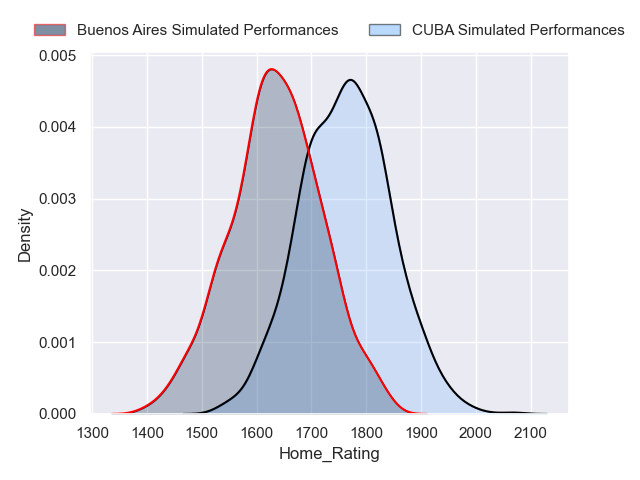 Buenos Aires Simulated Performances CUBA Simulated Performances
0.005
0.004
0.003
0.002
0.001
0.000
Density
1300 1400 1500 1600 1700 1800 1900 2000 2100
Home_Rating